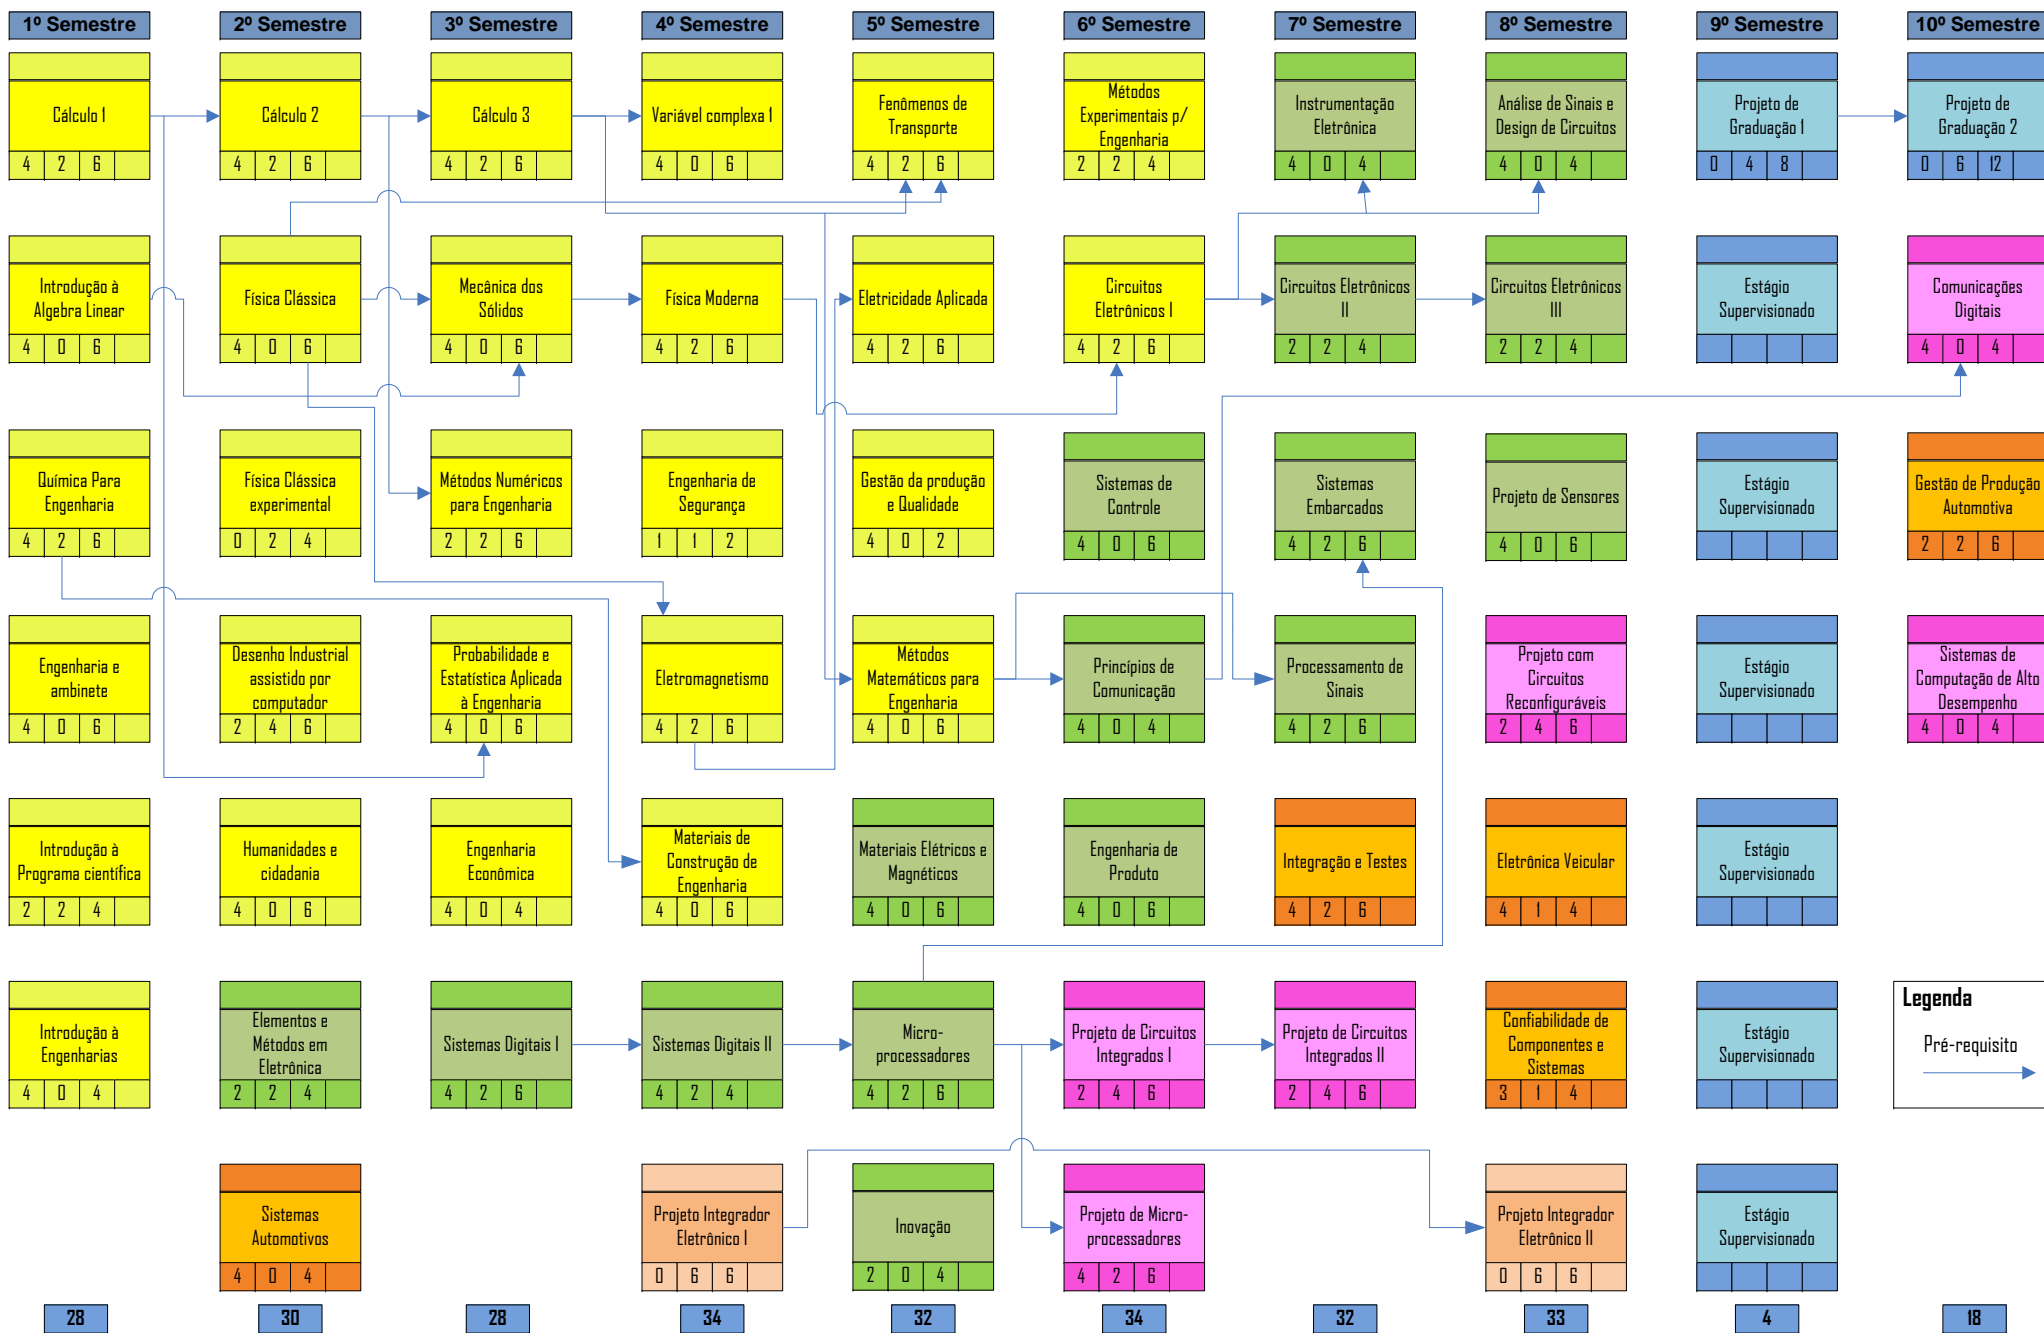 1º Semestre
2º Semestre
3º Semestre
4º Semestre
5º Semestre
6º Semestre
7º Semestre
8º Semestre
9º Semestre
10º Semestre
Cálculo 1
4 2 6
Cálculo 2
4 2 6
Cálculo 3
4 2 6
Variável complexa 1
4 0 6
Fenômenos de
Transporte
4 2 6
Métodos
Experimentais p/
Engenharia
2 2 4
Instrumentação
Eletrônica
4 0 4
Análise de Sinais e
Design de Circuitos
4 0 4
Projeto de
Graduação 1
0 4 8
Projeto de
Graduação 2
0 6 12
Introdução à
Algebra Linear
4 0 6
Física Clássica
4 0 6
Mecânica dos
Sólidos
4 0 6
Física Moderna
4 2 6
Eletricidade Aplicada
4 2 6
Circuitos
Eletrônicos I
4 2 6
Circuitos Eletrônicos
II
2 2 4
Circuitos Eletrônicos
III
2 2 4
Estágio
Supervisionado
Comunicações
Digitais
4 0 4
Química Para
Engenharia
4 2 6
Física Clássica
experimental
0 2 4
Métodos Numéricos
para Engenharia
2 2 6
Engenharia de
Segurança
1 1 2
Gestão da produção
e Qualidade
4 0 2
Sistemas de
Controle
4 0 6
Sistemas
Embarcados
4 2 6
Projeto de Sensores
4 0 6
Estágio
Supervisionado
Gestão de Produção
Automotiva
2 2 6
Engenharia e
ambinete
4 0 6
Desenho Industrial
assistido por
computador
2 4 6
Probabilidade e
Estatística Aplicada
à Engenharia
4 0 6
Eletromagnetismo
4 2 6
Métodos
Matemáticos para
Engenharia
4 0 6
Princípios de
Comunicação
4 0 4
Processamento de
Sinais
4 2 6
Projeto com
Circuitos
Reconfiguráveis
2 4 6
Estágio
Supervisionado
Sistemas de
Computação de Alto
Desempenho
4 0 4
Introdução à
Programa científica
2 2 4
Humanidades e
cidadania
4 0 6
Engenharia
Econômica
4 0 4
Materiais de
Construção de
Engenharia
4 0 6
Materiais Elétricos e
Magnéticos
4 0 6
Engenharia de
Produto
4 0 6
Integração e Testes
4 2 6
Eletrônica Veicular
4 1 4
Estágio
Supervisionado
Introdução à
Engenharias
4 0 4
Elementos e
Métodos em
Eletrônica
2 2 4
Sistemas Digitais I
4 2 6
Sistemas Digitais II
4 2 4
Micro-
processadores
4 2 6
Projeto de Circuitos
Integrados I
2 4 6
Projeto de Circuitos
Integrados II
2 4 6
Confiabilidade de
Componentes e
Sistemas
3 1 4
Estágio
Supervisionado
Legenda
Pré-requisito
Sistemas
Automotivos
4 0 4
Projeto Integrador
Eletrônico I
0 6 6
Inovação
2 0 4
Projeto de Micro-
processadores
4 2 6
Projeto Integrador
Eletrônico II
0 6 6
Estágio
Supervisionado
28
30
28
34
32
34
32
33
4
18